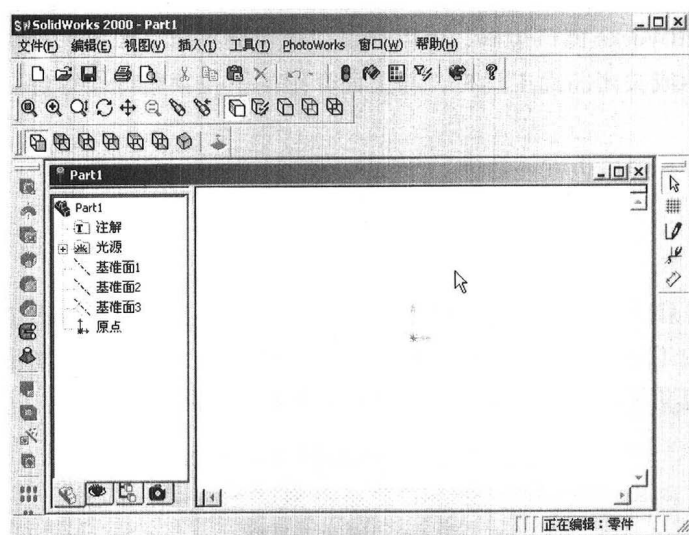 SolidWorks 2000 - Part1
文件(F) 编辑(E) 视图(V) 插入(I) 工具(T) PhotoWorks 窗口(W) 帮助(H)
Part1
Part1
注解
光源
基准面1
基准面2
基准面3
原点
正在编辑：零件